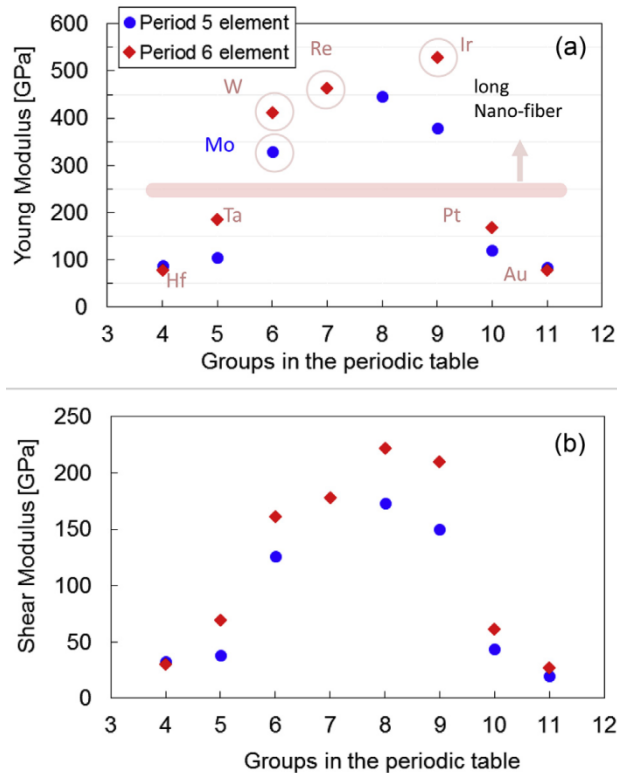 Period 5 element
Period 6 element
(a)
Young Modulus [GPa]
600
500
400
300
200
100
0
W
Re
Ir
Mo
long
Nano-fiber
Ta
Pt
Hf
Au
3 4 5 6 7 8 9 10 11 12
Groups in the periodic table
(b)
Shear Modulus [GPa]
250
200
150
100
50
0
3 4 5 6 7 8 9 10 11 12
Groups in the periodic table